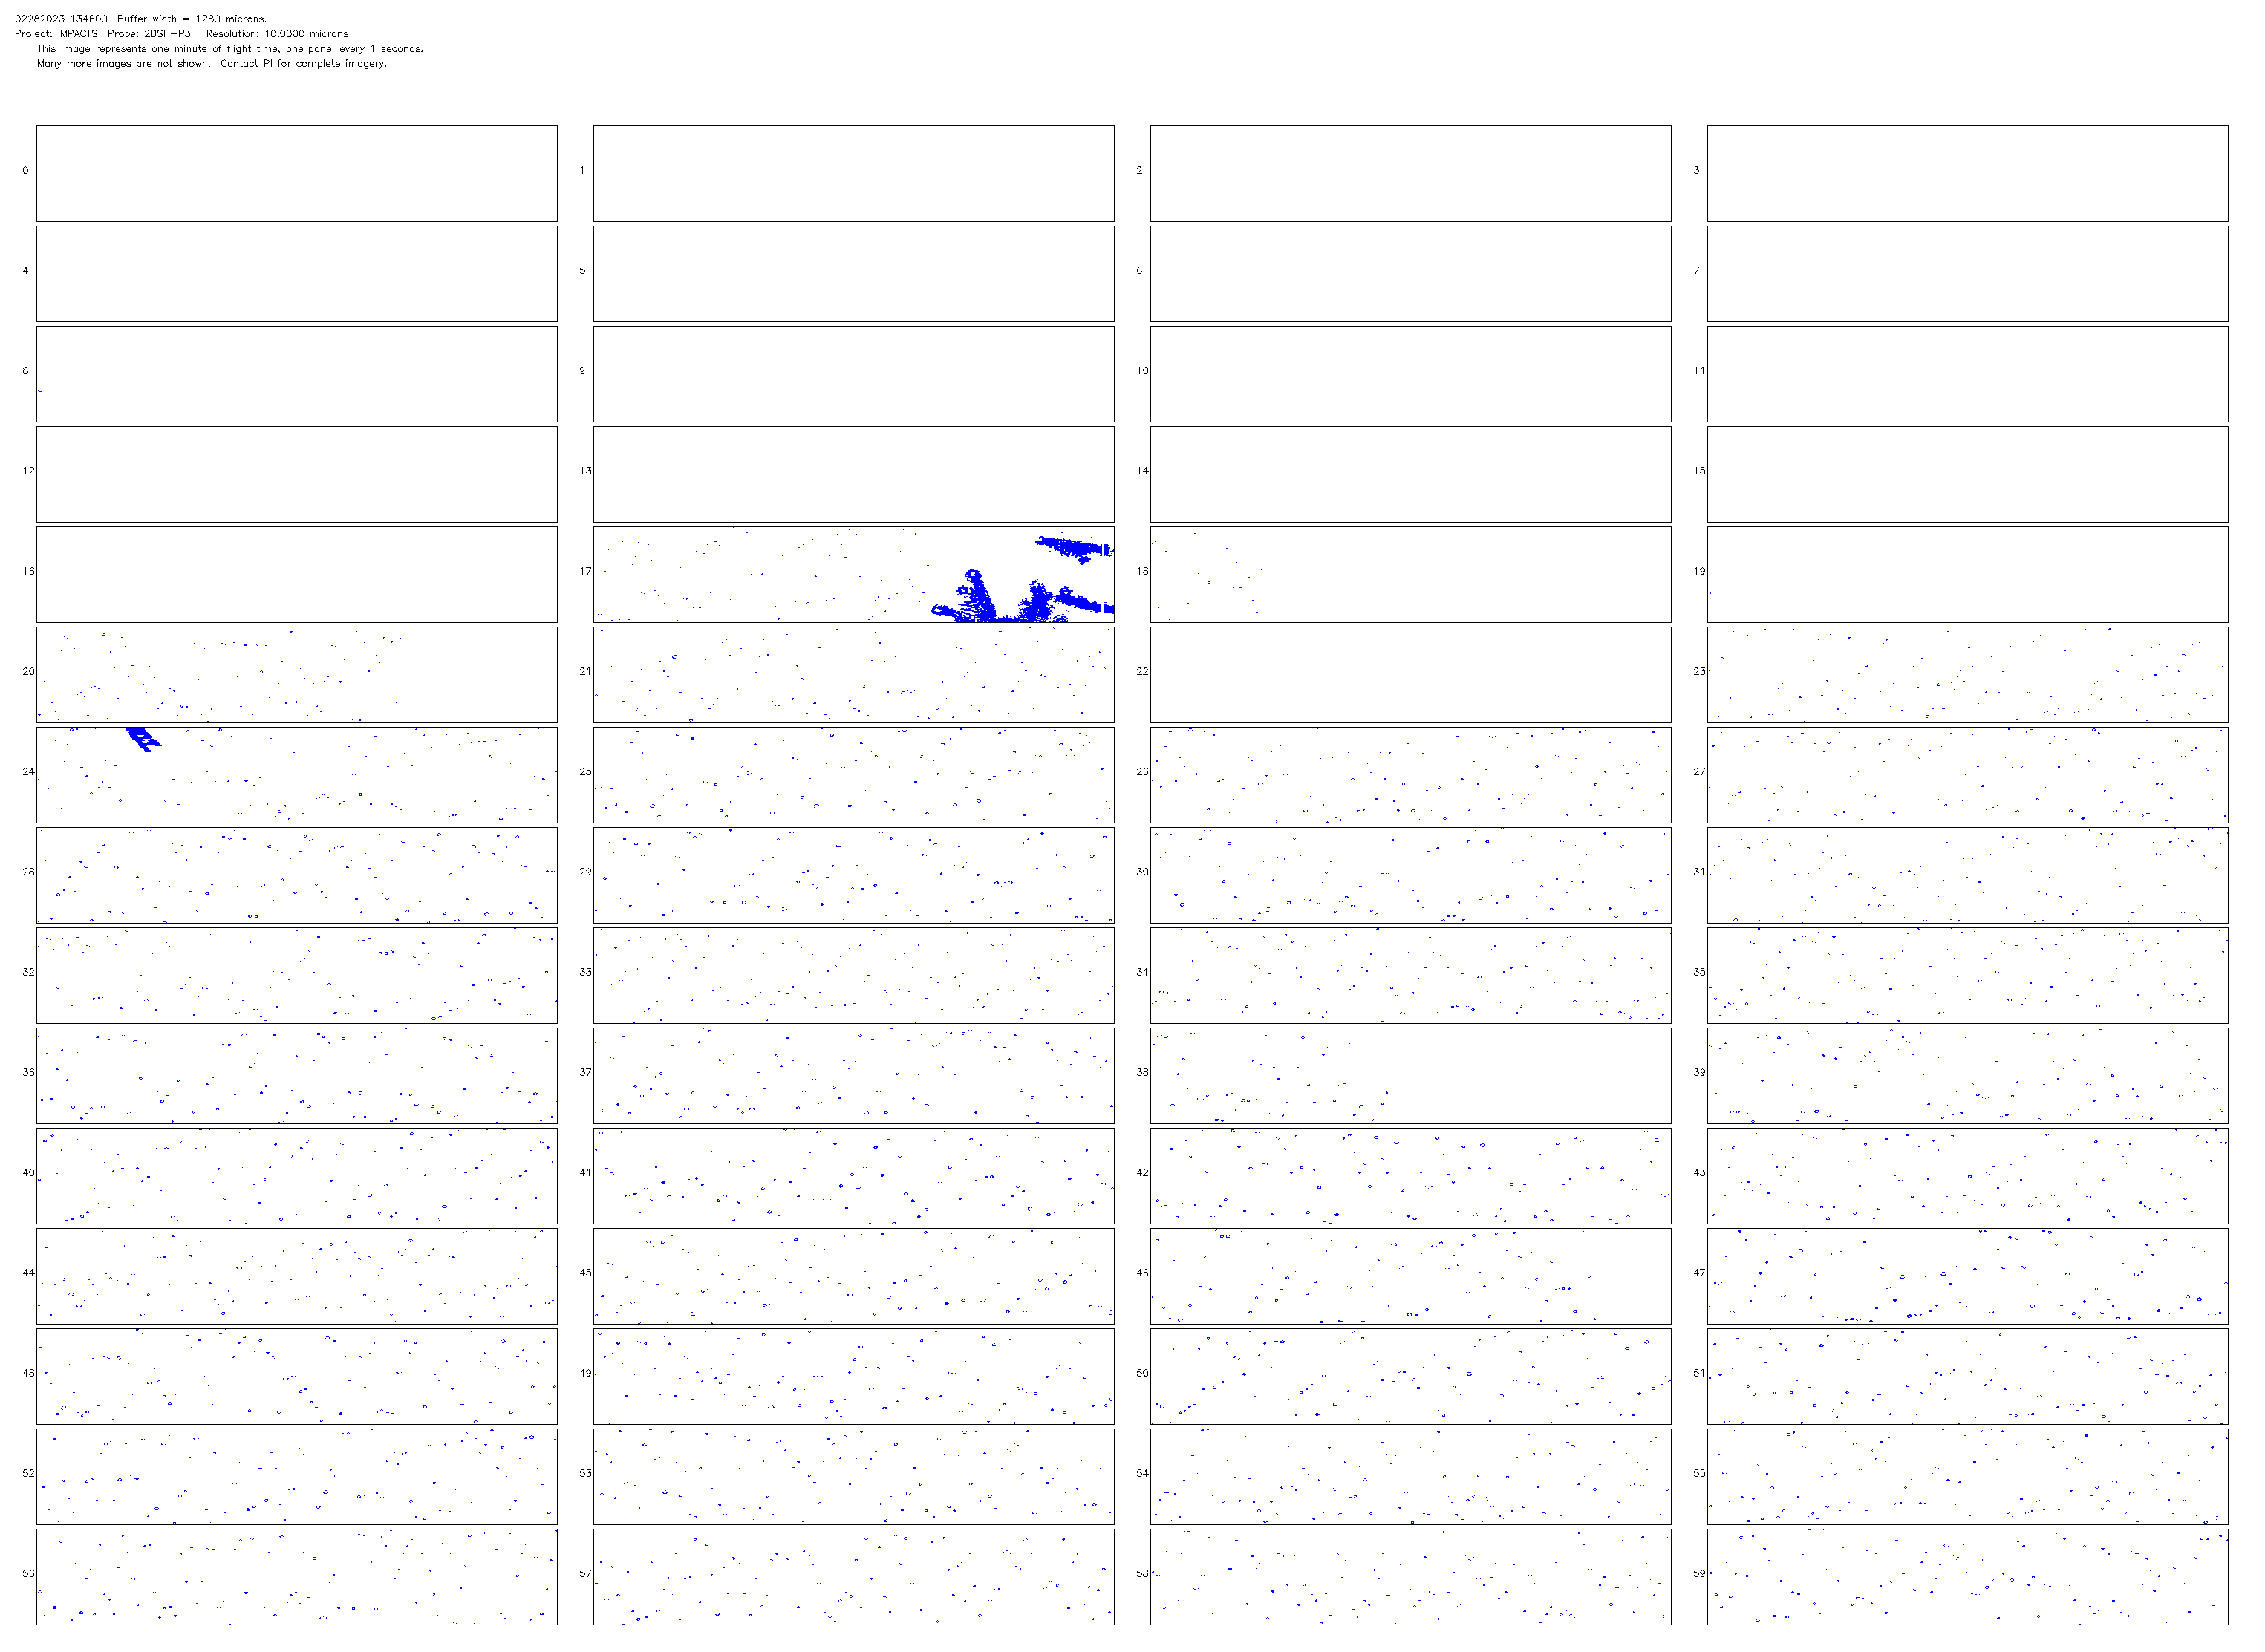 02282023 134600  Buffer width = 1280 microns.
Project: IMPACTS  Probe: 2DSH-P3   Resolution: 10.0000 microns
This image represents one minute of flight time, one panel every 1 seconds.
Many more images are not shown.  Contact PI for complete imagery.
0 1 2 3
4 5 6 7
8 9 10 11
12 13 14 15
16 17 18 19
20 21 22 23
24 25 26 27
28 29 30 31
32 33 34 35
36 37 38 39
40 41 42 43
44 45 46 47
48 49 50 51
52 53 54 55
56 57 58 59